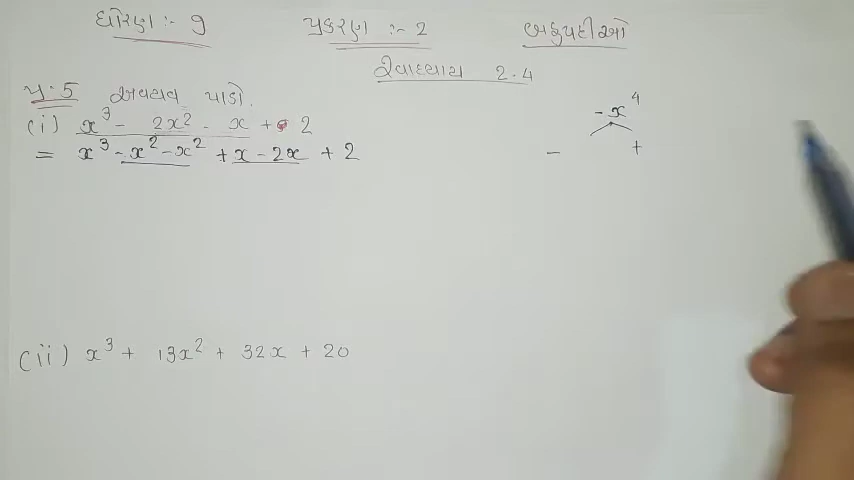 ધોરણ :- 9 પ્રકરણ :- 2 બહુપદીઓ
સ્વાધ્યાય 2.4
પ્ર.5 અવયવ પાડો.
(i) x³ - 2x² - x + 2
= x³ - x² - x² + x - 2x + 2
- x⁴
- +
(ii) x³ + 13x² + 32x + 20